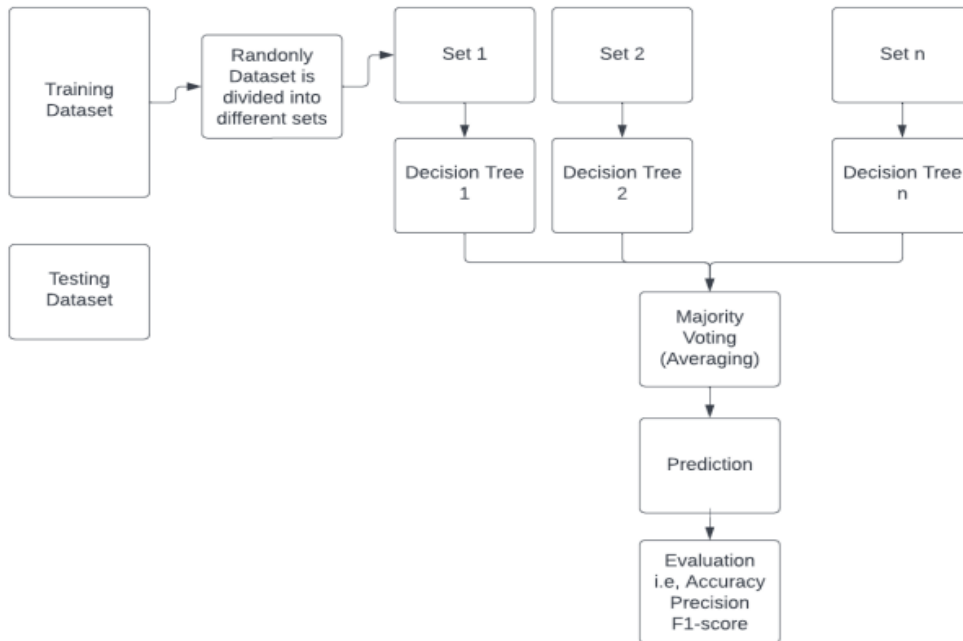 Training
Dataset
Randonly
Dataset is
divided into
different sets
Set 1
Set 2
Set n
Decision Tree
1
Decision Tree
2
Decision Tree
n
Testing
Dataset
Majority
Voting
(Averaging)
Prediction
Evaluation
i.e, Accuracy
Precision
F1-score